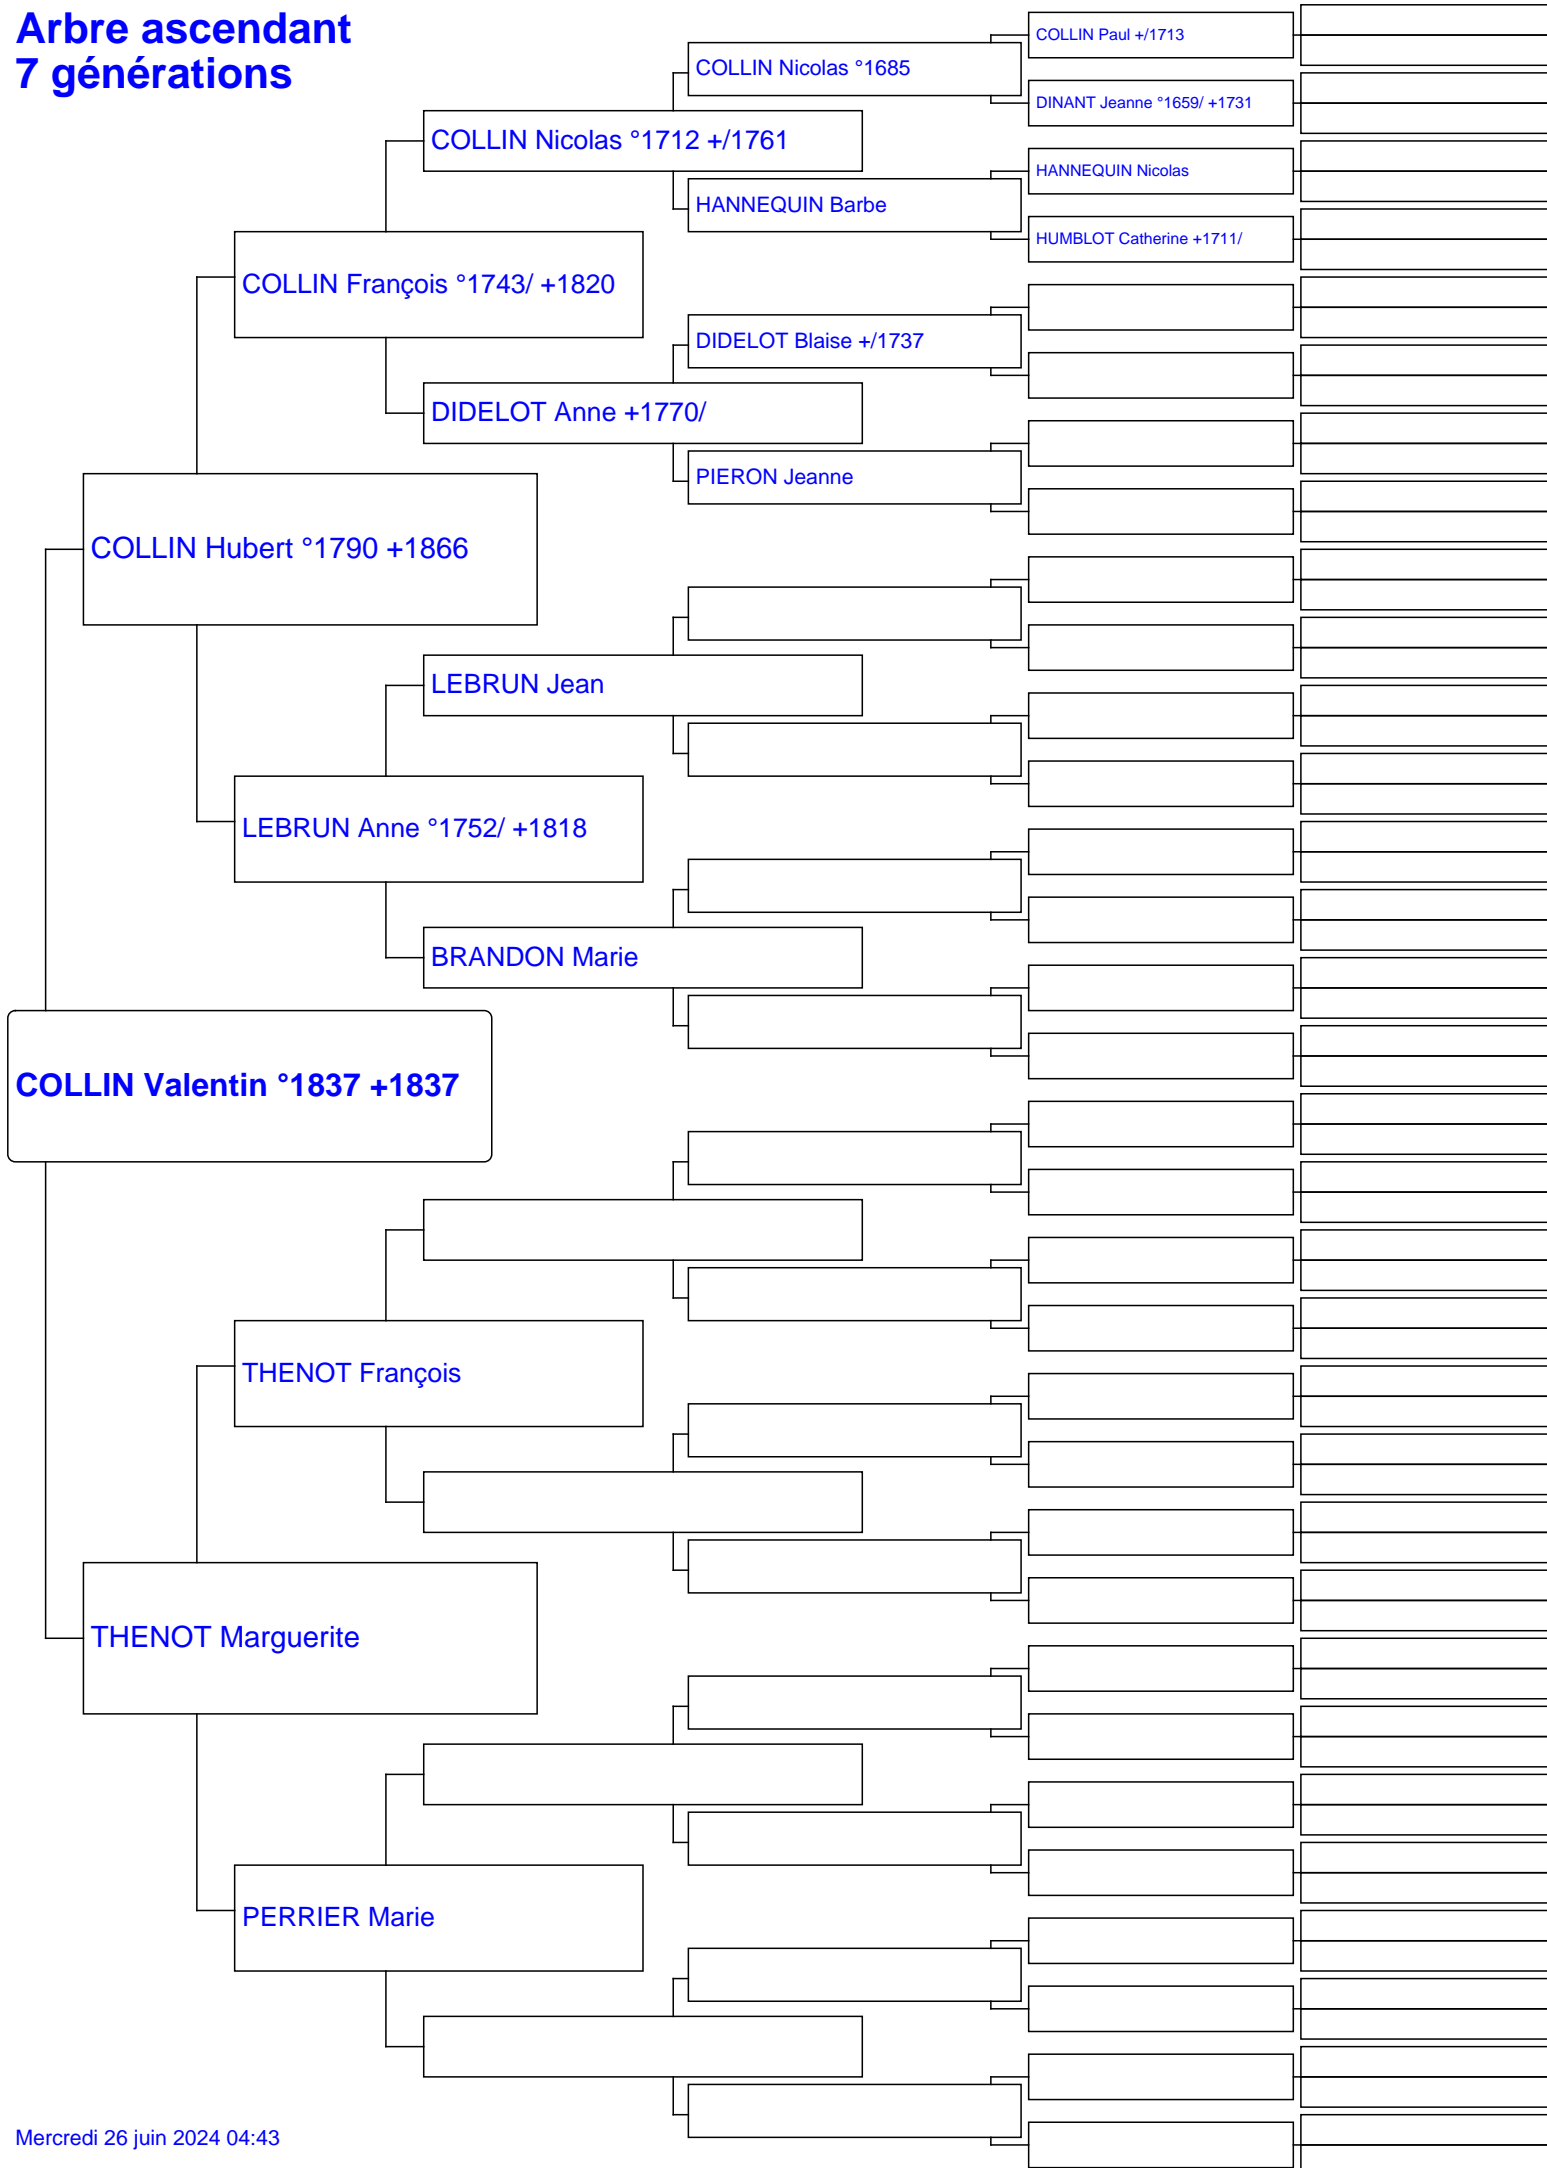 Arbre ascendant
7 générations
COLLIN Paul +/1713
COLLIN Nicolas °1685
DINANT Jeanne °1659/ +1731
COLLIN Nicolas °1712 +/1761
HANNEQUIN Nicolas
HANNEQUIN Barbe
HUMBLOT Catherine +1711/
COLLIN François °1743/ +1820
DIDELOT Blaise +/1737
DIDELOT Anne +1770/
PIERON Jeanne
COLLIN Hubert °1790 +1866
LEBRUN Jean
LEBRUN Anne °1752/ +1818
BRANDON Marie
COLLIN Valentin °1837 +1837
THENOT François
THENOT Marguerite
PERRIER Marie
Mercredi 26 juin 2024 04:43